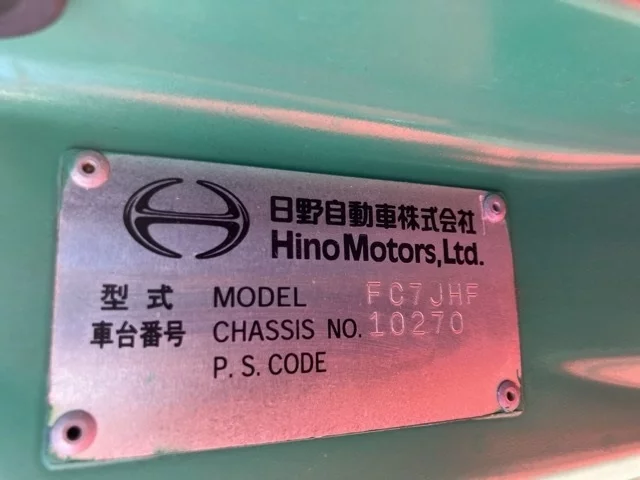 日野自動車株式会社
Hino Motors, Ltd.
型式 MODEL FC7JHF
車台番号 CHASSIS NO. 10270
P. S. CODE